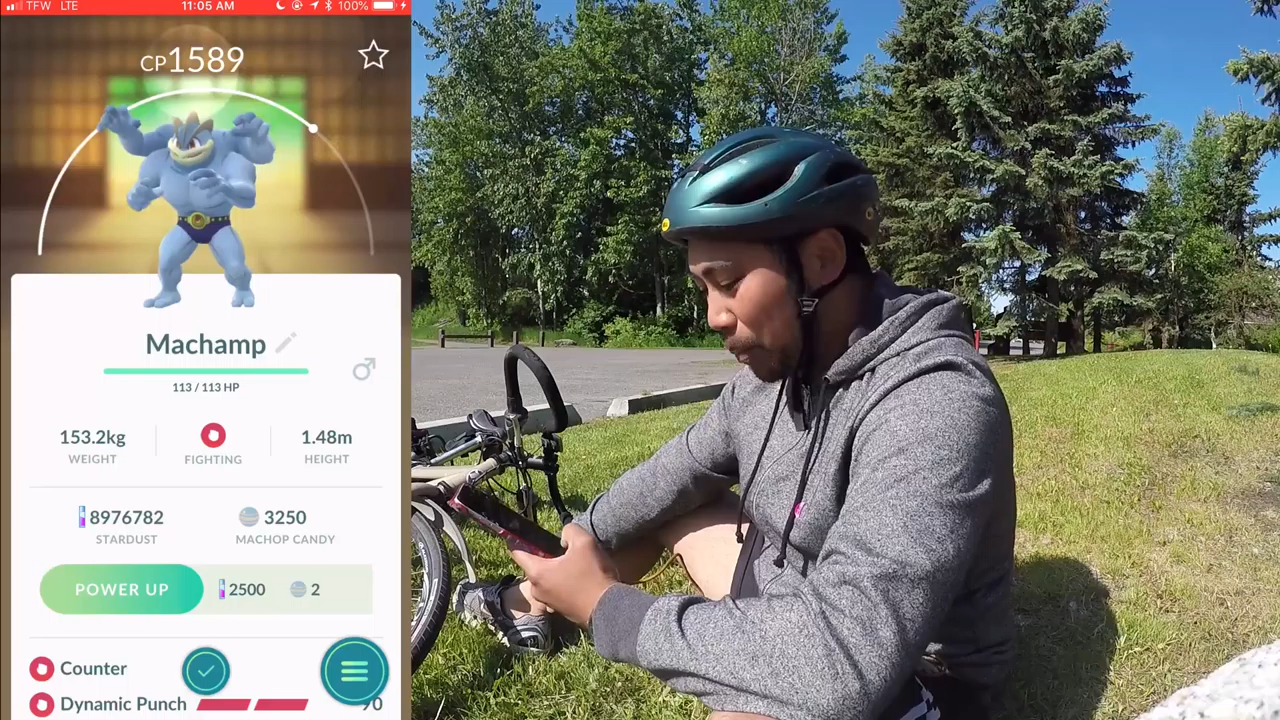 TFW LTE 11:05 AM 100%
CP1589
Machamp
113 / 113 HP
153.2kg
WEIGHT
FIGHTING
1.48m
HEIGHT
8976782
STARDUST
3250
MACHOP CANDY
POWER UP 2500 2
Counter
Dynamic Punch 90